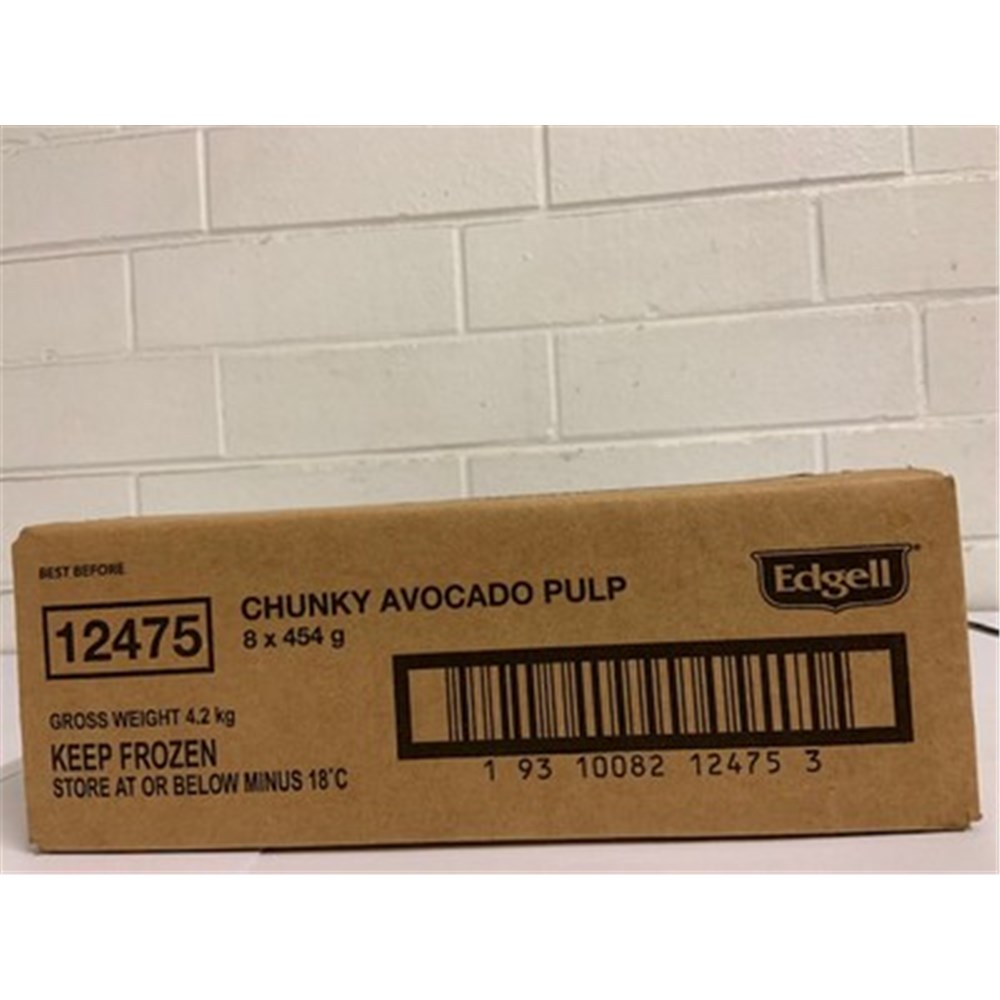 BEST BEFORE
12475
CHUNKY AVOCADO PULP
8 x 454 g
Edgell
GROSS WEIGHT 4.2 kg
KEEP FROZEN
STORE AT OR BELOW MINUS 18°C
1 93 10082 12475 3